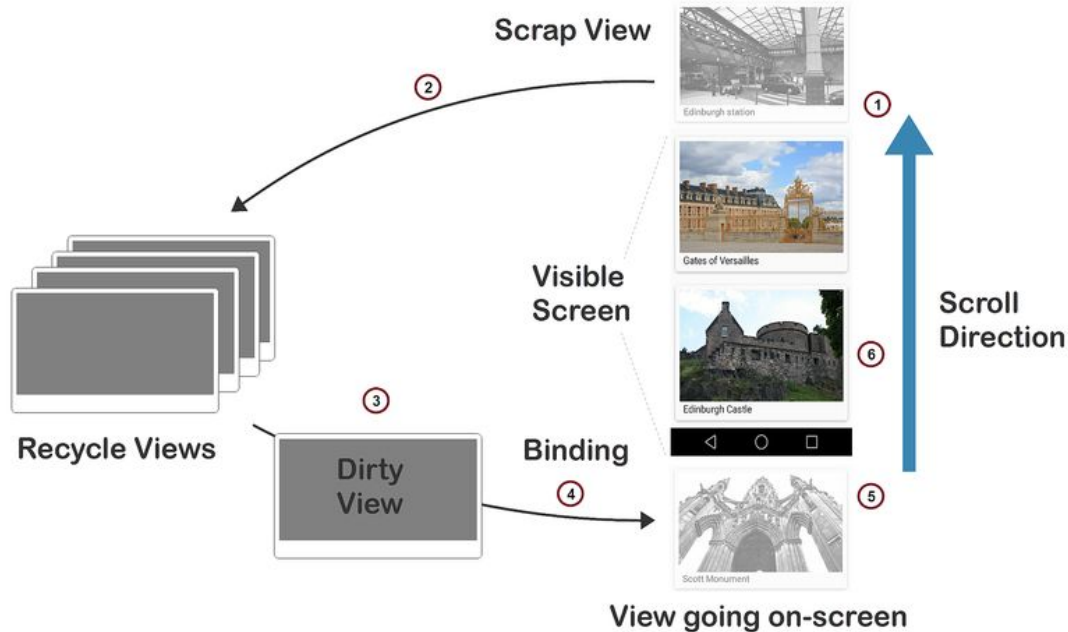 Scrap View
Edinburgh station
1
2
Gates of Versailles
Visible
Screen
Scroll
Direction
6
Edinburgh Castle
Recycle Views
3
Dirty
View
Binding
4
5
Scott Monument
View going on-screen